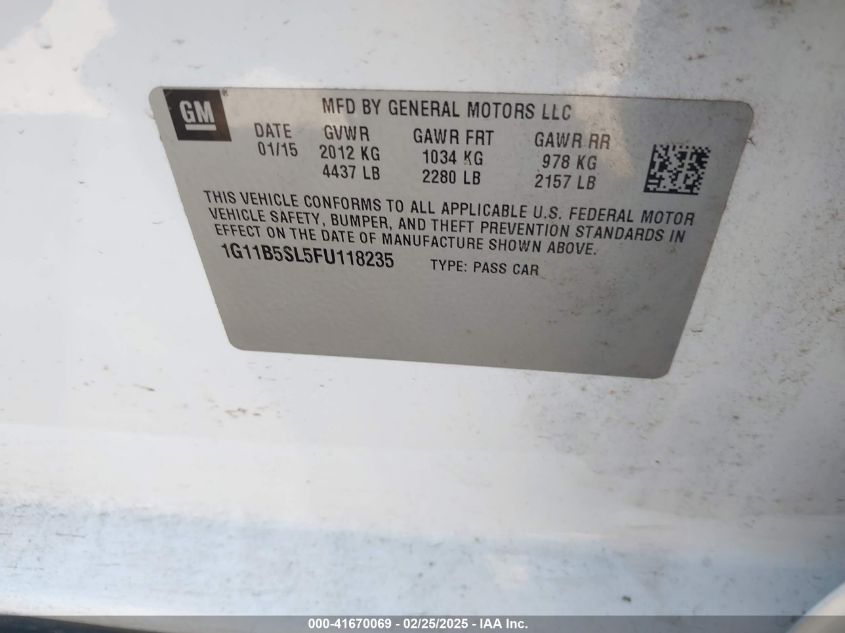 GM®
MFD BY GENERAL MOTORS LLC
DATE GVWR GAWR FRT GAWR RR
01/15 2012 KG 1034 KG 978 KG
4437 LB 2280 LB 2157 LB
THIS VEHICLE CONFORMS TO ALL APPLICABLE U.S. FEDERAL MOTOR
VEHICLE SAFETY, BUMPER, AND THEFT PREVENTION STANDARDS IN
EFFECT ON THE DATE OF MANUFACTURE SHOWN ABOVE.
1G11B5SL5FU118235 TYPE: PASS CAR
000-41670069 - 02/25/2025 - IAA Inc.